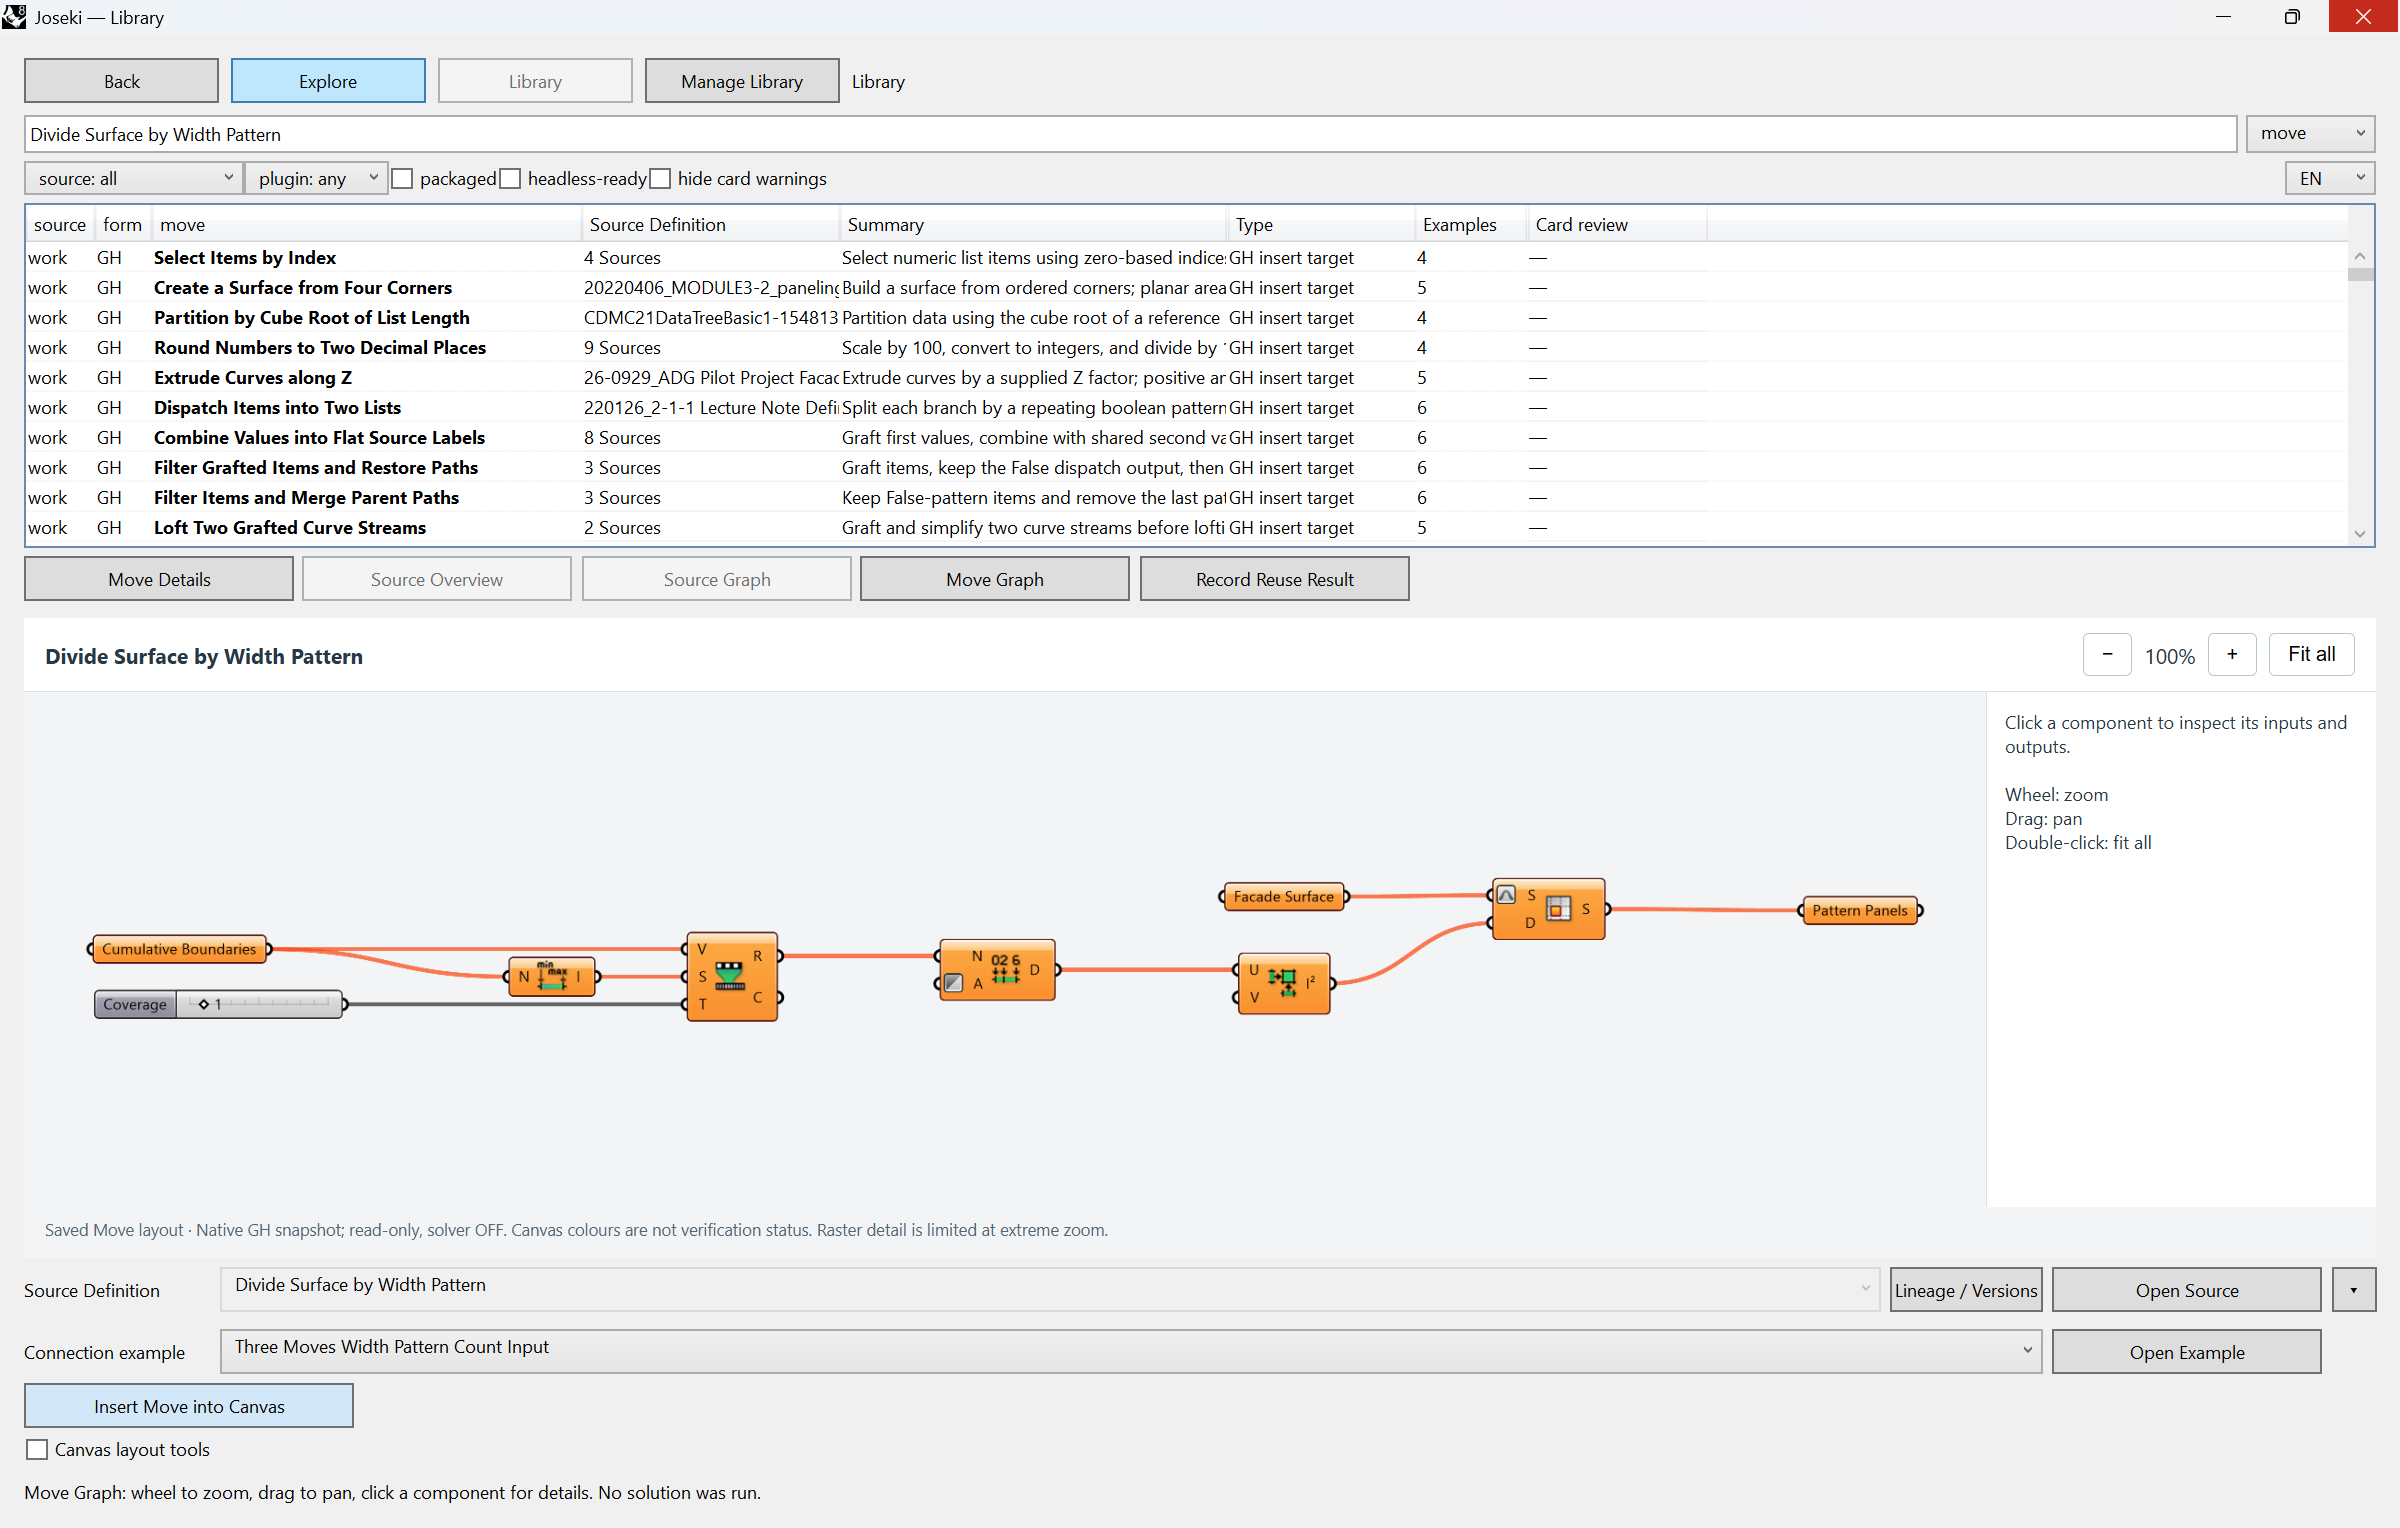 Joseki — Library
Back Explore Library Manage Library Library
Divide Surface by Width Pattern move
source: all plugin: any packaged headless-ready hide card warnings EN
source form move Source Definition Summary Type Examples Card review
work GH Select Items by Index 4 Sources Select numeric list items using zero-based indice GH insert target 4 —
work GH Create a Surface from Four Corners 20220406_MODULE3-2_paneling Build a surface from ordered corners; planar area GH insert target 5 —
work GH Partition by Cube Root of List Length CDMC21DataTreeBasic1-154813 Partition data using the cube root of a reference GH insert target 4 —
work GH Round Numbers to Two Decimal Places 9 Sources Scale by 100, convert to integers, and divide by GH insert target 4 —
work GH Extrude Curves along Z 26-0929_ADG Pilot Project Facad Extrude curves by a supplied Z factor; positive ar GH insert target 5 —
work GH Dispatch Items into Two Lists 220126_2-1-1 Lecture Note Defi Split each branch by a repeating boolean pattern GH insert target 6 —
work GH Combine Values into Flat Source Labels 8 Sources Graft first values, combine with shared second va GH insert target 6 —
work GH Filter Grafted Items and Restore Paths 3 Sources Graft items, keep the False dispatch output, then GH insert target 6 —
work GH Filter Items and Merge Parent Paths 3 Sources Keep False-pattern items and remove the last pat GH insert target 6 —
work GH Loft Two Grafted Curve Streams 2 Sources Graft and simplify two curve streams before lofti GH insert target 5 —
Move Details Source Overview Source Graph Move Graph Record Reuse Result
Divide Surface by Width Pattern − 100% + Fit all
Click a component to inspect its inputs and
outputs.
Wheel: zoom
Drag: pan
Double-click: fit all
Facade Surface S D S Pattern Panels
Cumulative Boundaries N min max I V S T R C N A 02 6 D U V I²
Coverage 1
Saved Move layout · Native GH snapshot; read-only, solver OFF. Canvas colours are not verification status. Raster detail is limited at extreme zoom.
Source Definition Divide Surface by Width Pattern Lineage / Versions Open Source
Connection example Three Moves Width Pattern Count Input Open Example
Insert Move into Canvas
Canvas layout tools
Move Graph: wheel to zoom, drag to pan, click a component for details. No solution was run.